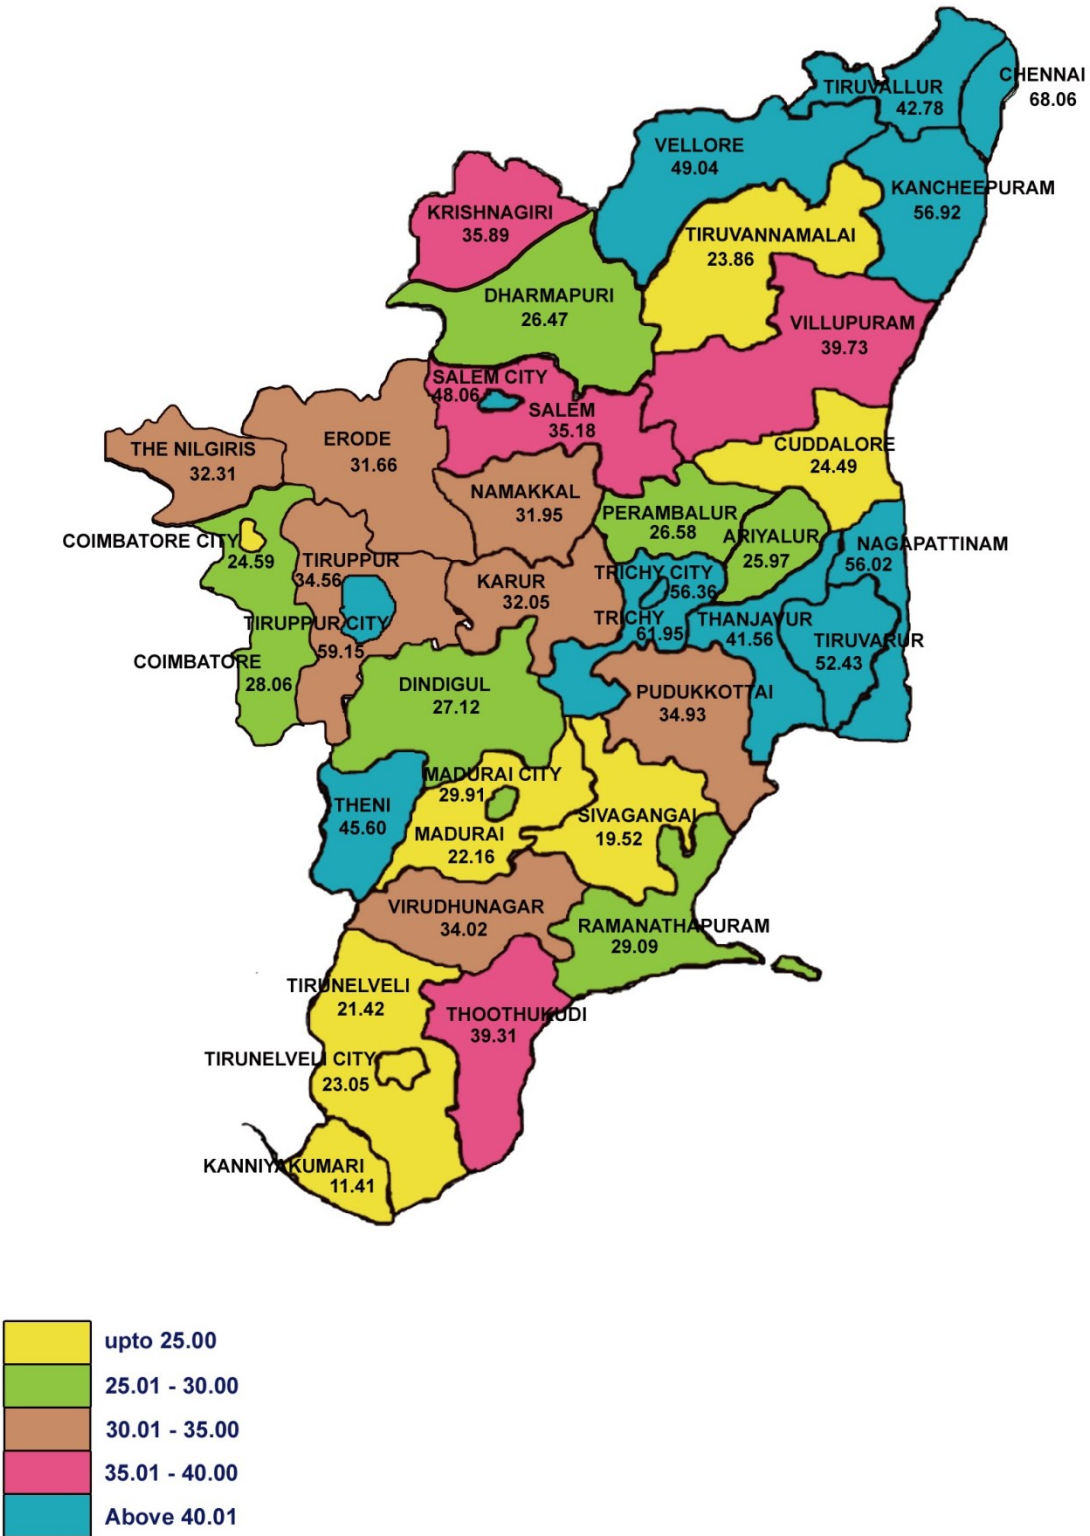 CHENNAI
68.06
TIRUVALLUR
42.78
VELLORE
49.04
KANCHEEPURAM
56.92
KRISHNAGIRI
35.89
TIRUVANNAMALAI
23.86
DHARMAPURI
26.47
VILLUPURAM
39.73
SALEM CITY
48.06
SALEM
35.18
CUDDALORE
24.49
THE NILGIRIS
32.31
ERODE
31.66
NAMAKKAL
31.95
PERAMBALUR
26.58
ARIYALUR
25.97
NAGAPATTINAM
56.02
COIMBATORE CITY
24.59
TIRUPPUR
34.56
KARUR
32.05
TRICHY CITY
56.36
TRICHY
61.95
THANJAVUR
41.56
TIRUVARUR
52.43
TIRUPPUR CITY
59.15
COIMBATORE
28.06
DINDIGUL
27.12
PUDUKKOTTAI
34.93
MADURAI CITY
29.91
THENI
45.60
MADURAI
22.16
SIVAGANGAI
19.52
VIRUDHUNAGAR
34.02
RAMANATHAPURAM
29.09
TIRUNELVELI
21.42
THOOTHUKUDI
39.31
TIRUNELVELI CITY
23.05
KANNIYAKUMARI
11.41
upto 25.00
25.01 - 30.00
30.01 - 35.00
35.01 - 40.00
Above 40.01